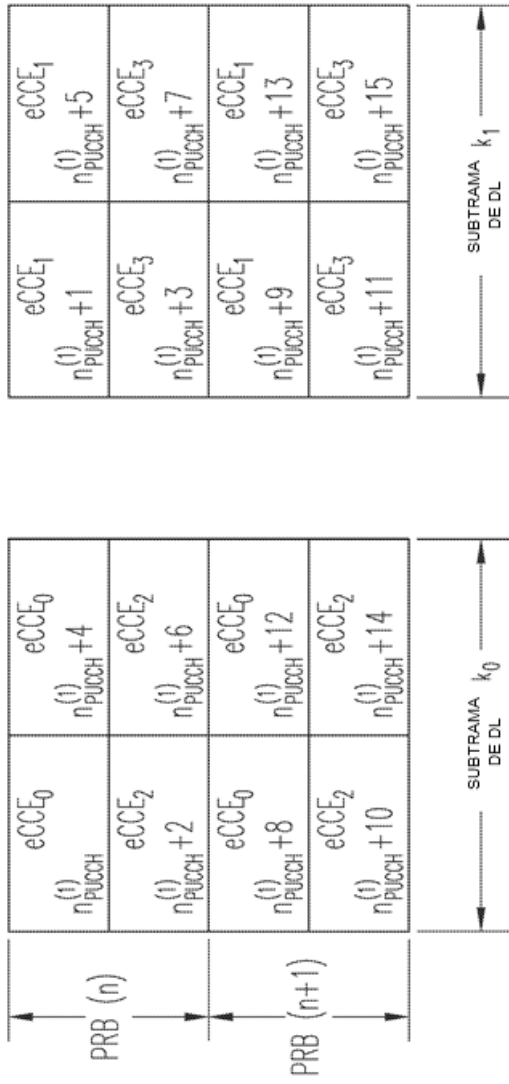 PRB (n)
PRB (n+1)
eCCE₀
n⁽¹⁾PUCCH
eCCE₀
n⁽¹⁾PUCCH+4
eCCE₂
n⁽¹⁾PUCCH+2
eCCE₂
n⁽¹⁾PUCCH+6
eCCE₀
n⁽¹⁾PUCCH+8
eCCE₀
n⁽¹⁾PUCCH+12
eCCE₂
n⁽¹⁾PUCCH+10
eCCE₂
n⁽¹⁾PUCCH+14
SUBTRAMA k₀
DE DL
eCCE₁
n⁽¹⁾PUCCH+1
eCCE₁
n⁽¹⁾PUCCH+5
eCCE₃
n⁽¹⁾PUCCH+3
eCCE₃
n⁽¹⁾PUCCH+7
eCCE₁
n⁽¹⁾PUCCH+9
eCCE₁
n⁽¹⁾PUCCH+13
eCCE₃
n⁽¹⁾PUCCH+11
eCCE₃
n⁽¹⁾PUCCH+15
SUBTRAMA k₁
DE DL